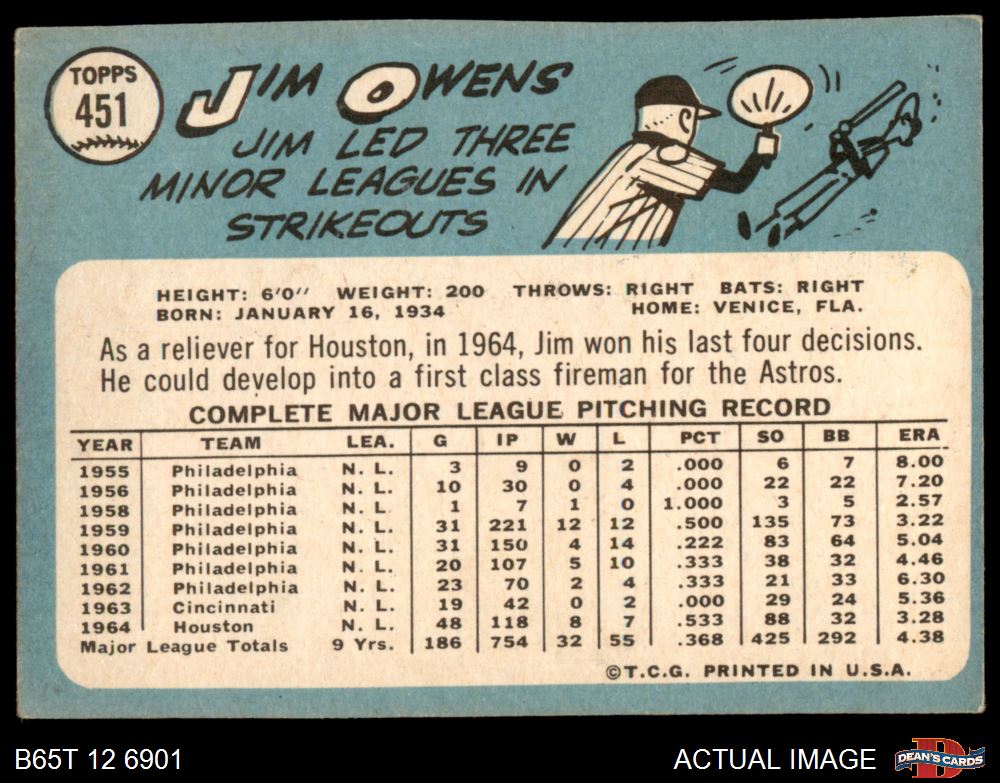 TOPPS
451
JIM OWENS
JIM LED THREE
MINOR LEAGUES IN
STRIKEOUTS
HEIGHT: 6'0" WEIGHT: 200 THROWS: RIGHT BATS: RIGHT
BORN: JANUARY 16, 1934 HOME: VENICE, FLA.
As a reliever for Houston, in 1964, Jim won his last four decisions.
He could develop into a first class fireman for the Astros.
COMPLETE MAJOR LEAGUE PITCHING RECORD
YEAR TEAM LEA. G IP W L PCT SO BB ERA
1955 Philadelphia N. L. 3 9 0 2 .000 6 7 8.00
1956 Philadelphia N. L. 10 30 0 4 .000 22 22 7.20
1958 Philadelphia N. L. 1 7 1 0 1.000 3 5 2.57
1959 Philadelphia N. L. 31 221 12 12 .500 135 73 3.22
1960 Philadelphia N. L. 31 150 4 14 .222 83 64 5.04
1961 Philadelphia N. L. 20 107 5 10 .333 38 32 4.46
1962 Philadelphia N. L. 23 70 2 4 .333 21 33 6.30
1963 Cincinnati N. L. 19 42 0 2 .000 29 24 5.36
1964 Houston N. L. 48 118 8 7 .533 88 32 3.28
Major League Totals 9 Yrs. 186 754 32 55 .368 425 292 4.38
©T.C.G. PRINTED IN U.S.A.
B65T 12 6901 ACTUAL IMAGE D DEAN'S CARDS